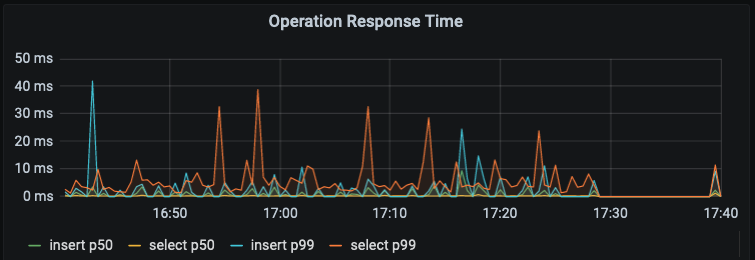 Operation Response Time
50 ms
40 ms
30 ms
20 ms
10 ms
0 ms
16:50 17:00 17:10 17:20 17:30 17:40
insert p50 select p50 insert p99 select p99